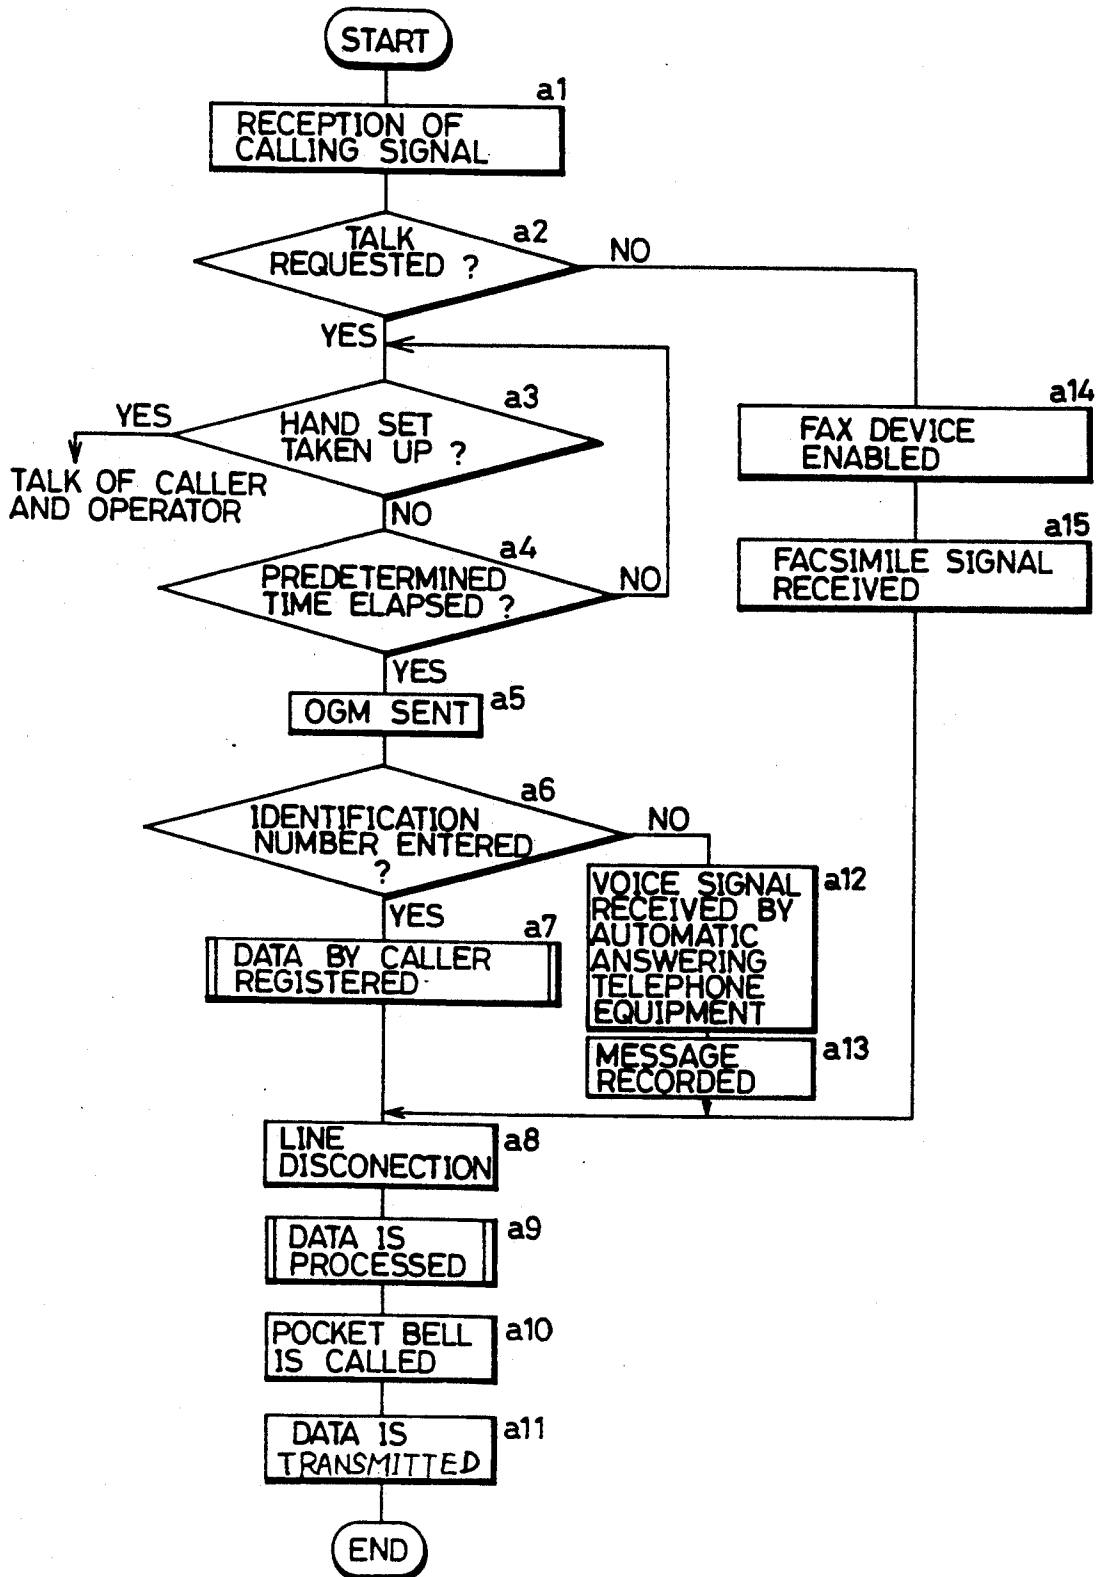 START
a1
RECEPTION OF
CALLING SIGNAL
a2
TALK
REQUESTED ?
NO
YES
a3
HAND SET
TAKEN UP ?
YES
TALK OF CALLER
AND OPERATOR
NO
a14
FAX DEVICE
ENABLED
a4
PREDETERMINED
TIME ELAPSED ?
NO
a15
FACSIMILE SIGNAL
RECEIVED
YES
OGM SENT
a5
a6
IDENTIFICATION
NUMBER ENTERED
?
NO
YES
a7
DATA BY CALLER
REGISTERED
VOICE SIGNAL
RECEIVED BY
AUTOMATIC
ANSWERING
TELEPHONE
EQUIPMENT
a12
MESSAGE
RECORDED
a13
LINE
DISCONECTION
a8
DATA IS
PROCESSED
a9
POCKET BELL
IS CALLED
a10
DATA IS
TRANSMITTED
a11
END